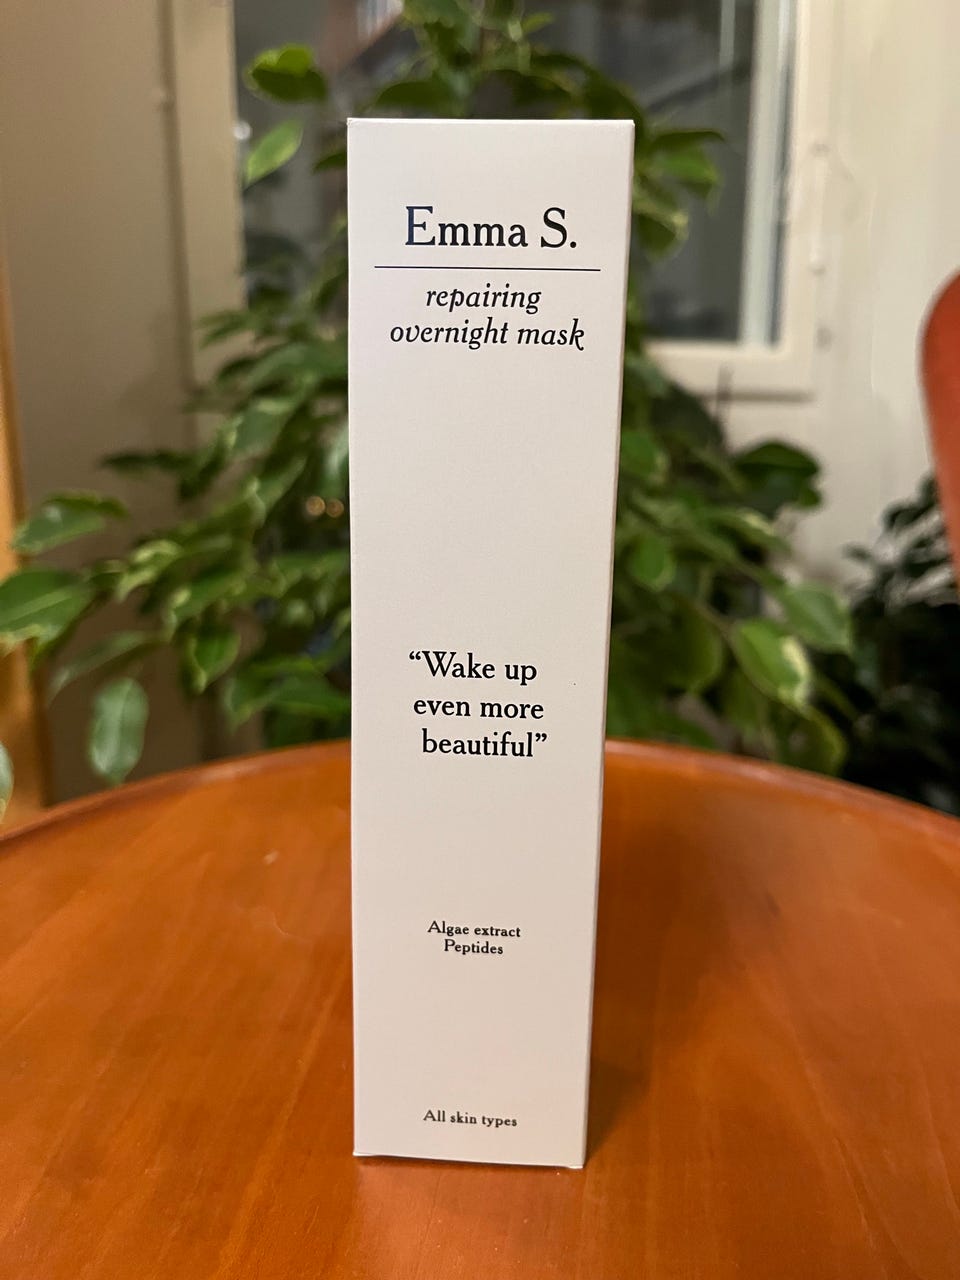 Emma S.
repairing
overnight mask
“Wake up
even more
beautiful”
Algae extract
Peptides
All skin types